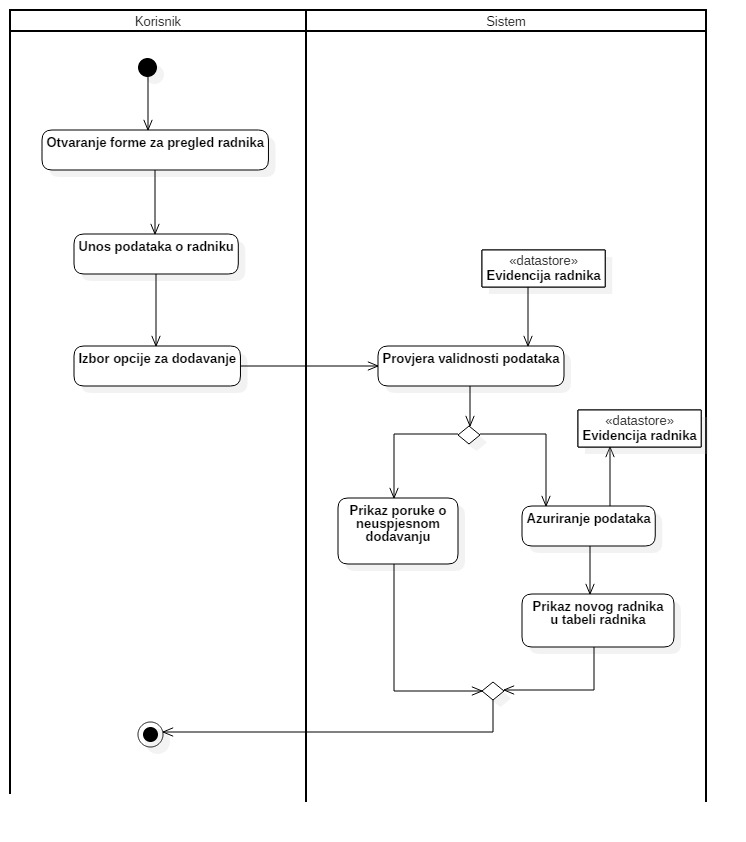 Korisnik
Sistem
Otvaranje forme za pregled radnika
Unos podataka o radniku
«datastore»
Evidencija radnika
Izbor opcije za dodavanje
Provjera validnosti podataka
«datastore»
Evidencija radnika
Prikaz poruke o
neuspjesnom
dodavanju
Azuriranje podataka
Prikaz novog radnika
u tabeli radnika